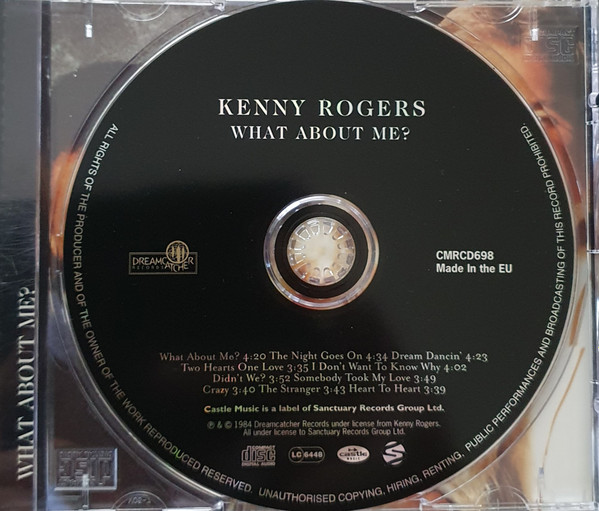 KENNY ROGERS
WHAT ABOUT ME?
ALL RIGHTS OF THE PRODUCER AND OF THE OWNER OF THE WORK REPRODUCED RESERVED. UNAUTHORISED COPYING, HIRING, RENTING, PUBLIC PERFORMANCES AND BROADCASTING OF THIS RECORD PROHIBITED.
DREAMCATCHER
RECORDS
CMRCD698
Made In the EU
What About Me? 4:20 The Night Goes On 4:34 Dream Dancin' 4:23
Two Hearts One Love 3:35 I Don't Want To Know Why 4:02
Didn't We? 3:52 Somebody Took My Love 3:49
Crazy 3:40 The Stranger 3:43 Heart To Heart 3:39
Castle Music is a label of Sanctuary Records Group Ltd.
℗ & © 1984 Dreamcatcher Records under license from Kenny Rogers.
All under license to Sanctuary Records Group Ltd.
COMPACT
disc
DIGITAL AUDIO
LC 6448
castle
MUSIC
S
WHAT ABOUT ME?
disc
disc